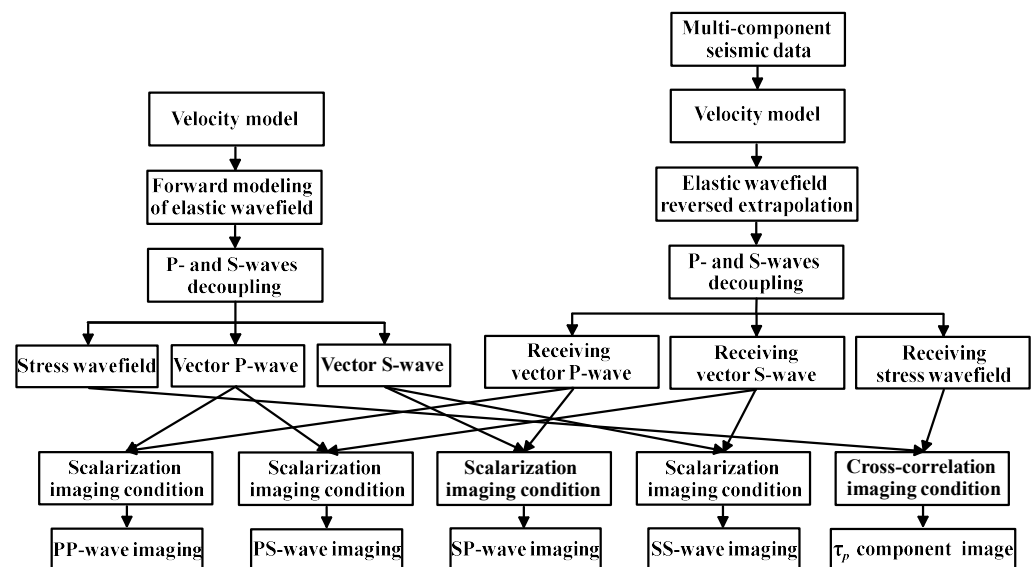 Multi-component
seismic data
Velocity model
Velocity model
Forward modeling
of elastic wavefield
Elastic wavefield
reversed extrapolation
P- and S-waves
decoupling
P- and S-waves
decoupling
Stress wavefield
Vector P-wave
Vector S-wave
Receiving
vector P-wave
Receiving
vector S-wave
Receiving
stress wavefield
Scalarization
imaging condition
Scalarization
imaging condition
Scalarization
imaging condition
Scalarization
imaging condition
Cross-correlation
imaging condition
PP-wave imaging
PS-wave imaging
SP-wave imaging
SS-wave imaging
τp component image